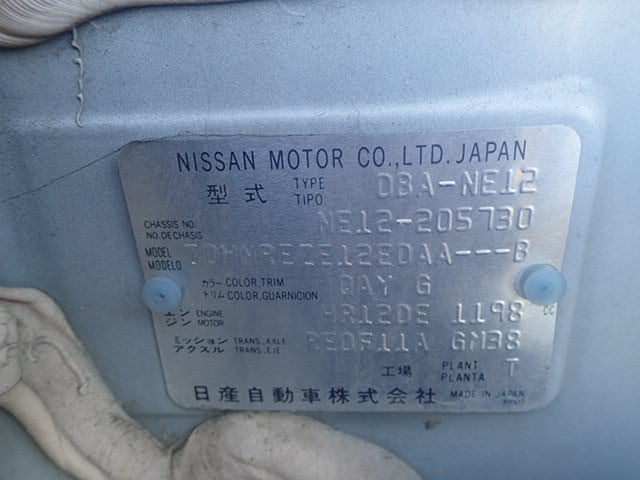 NISSAN MOTOR CO.,LTD. JAPAN
型式 TYPE TIPO DBA-NE12
CHASSIS NO. NO.DE CHASIS NE12-205730
MODEL MODELO
カラー COLOR,TRIM トリム COLOR,GUARNICION QAY G
エンジン ENGINE MOTOR HR12DE 1198 CC
ミッション TRANS.,AXLE アクスル TRANS.,EJE REOF11A GM38
工場 PLANT PLANTA T
日産自動車株式会社 MADE IN JAPAN